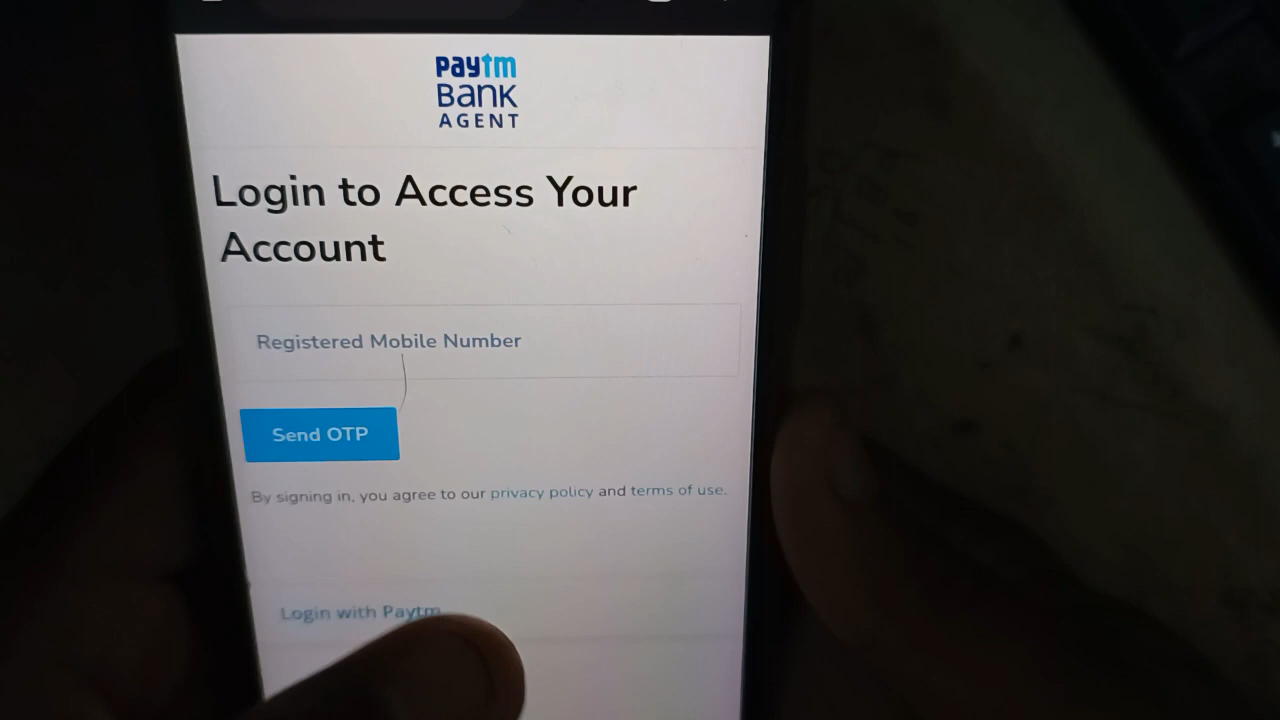 paytm
BANK
AGENT
Login to Access Your
Account
Registered Mobile Number
Send OTP
By signing in, you agree to our privacy policy and terms of use.
Login with Paytm